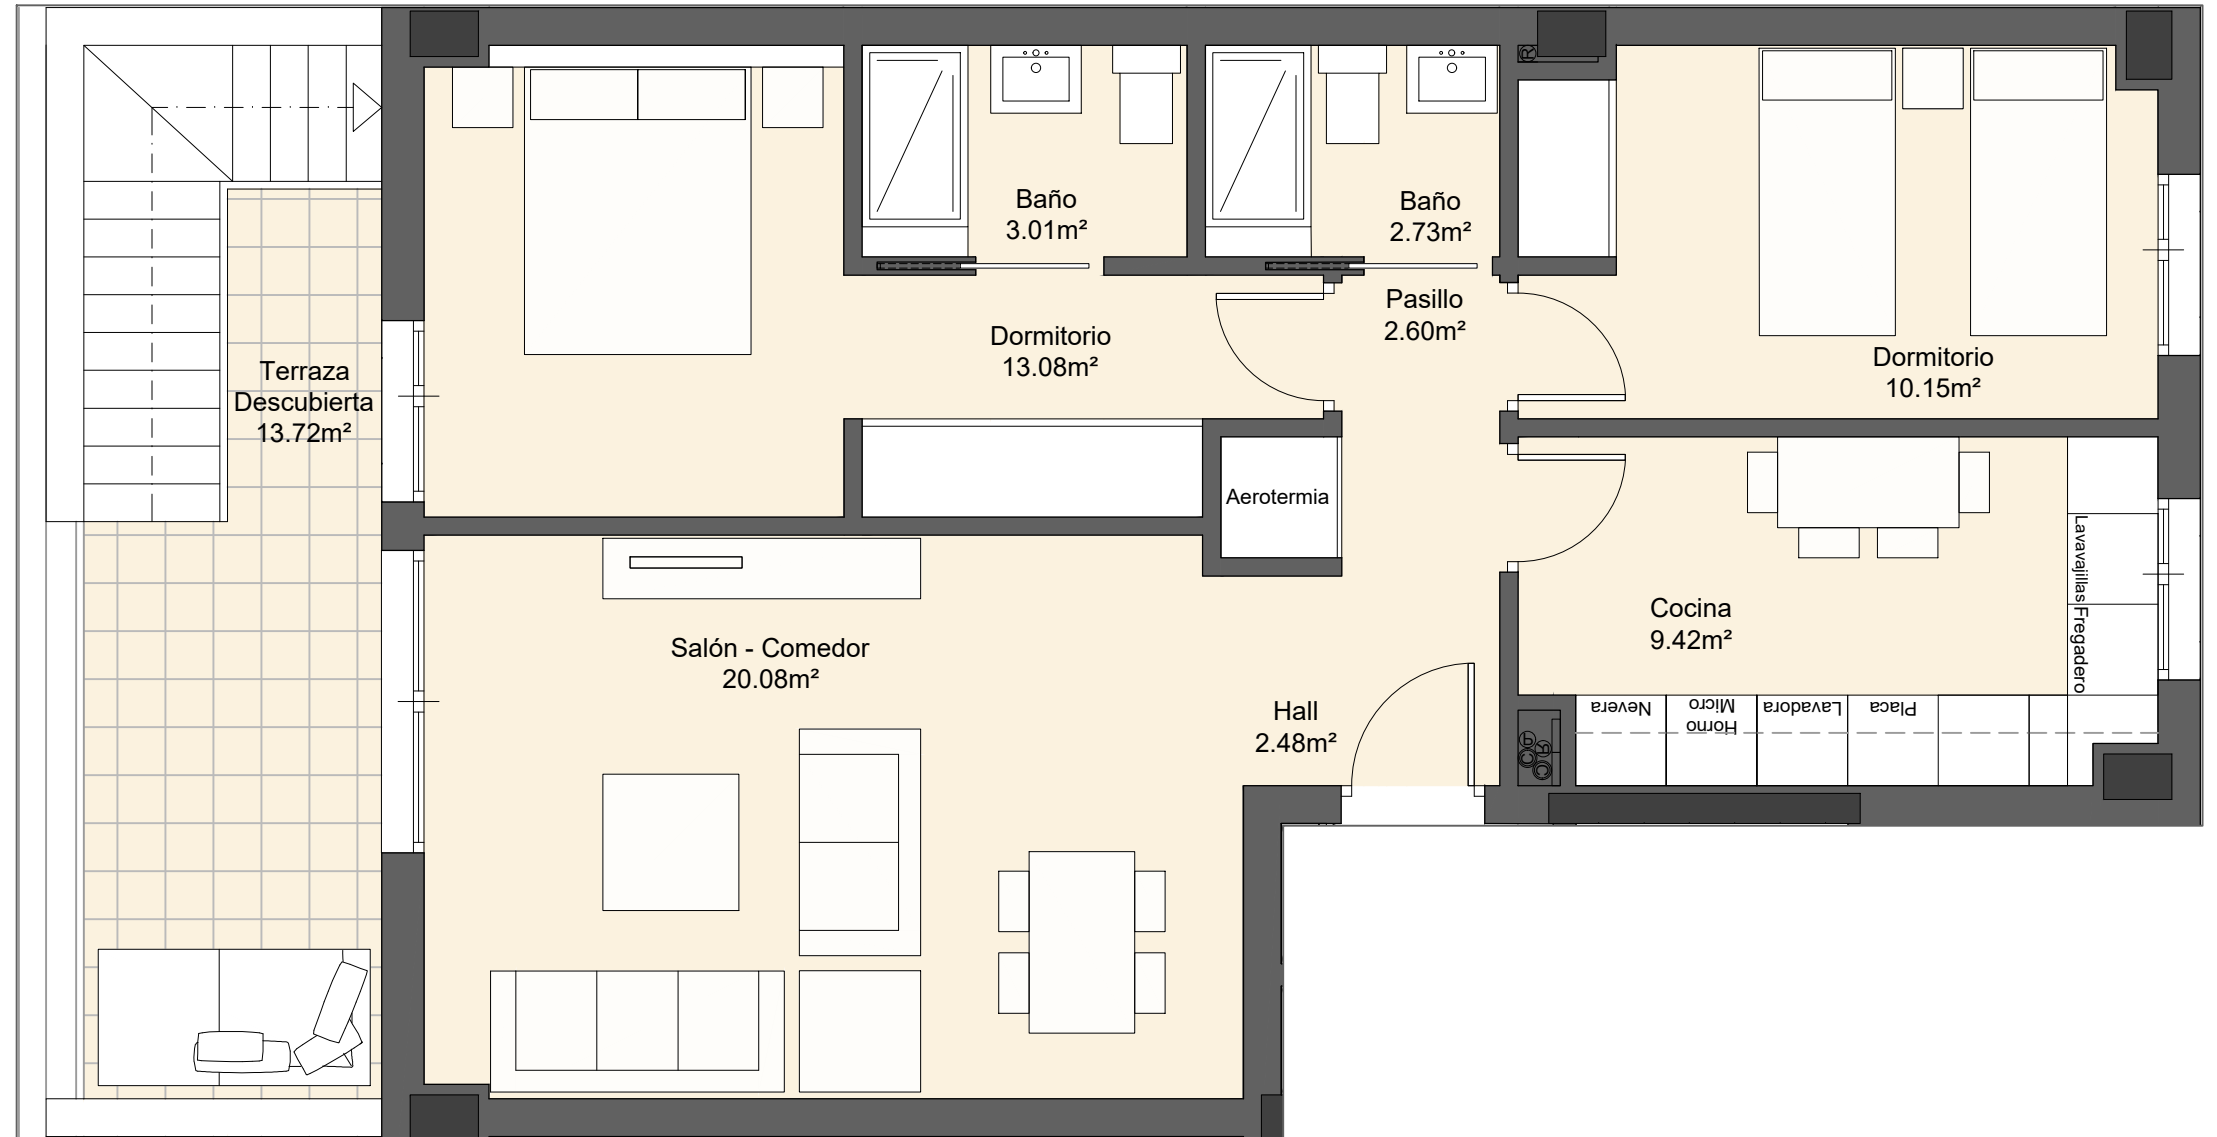 Baño
3.01m²
Baño
2.73m²
Pasillo
2.60m²
Dormitorio
13.08m²
Dormitorio
10.15m²
Terraza
Descubierta
13.72m²
Aerotermia
Lavavajillas
Fregadero
Cocina
9.42m²
Salón - Comedor
20.08m²
Hall
2.48m²
Nevera
Horno
Micro
Lavadora
Placa